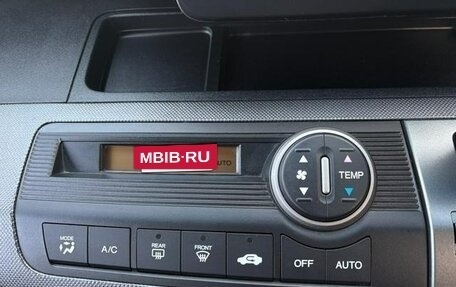 MBIB·RU
AUTO
TEMP
MODE
A/C
REAR
FRONT
OFF
AUTO